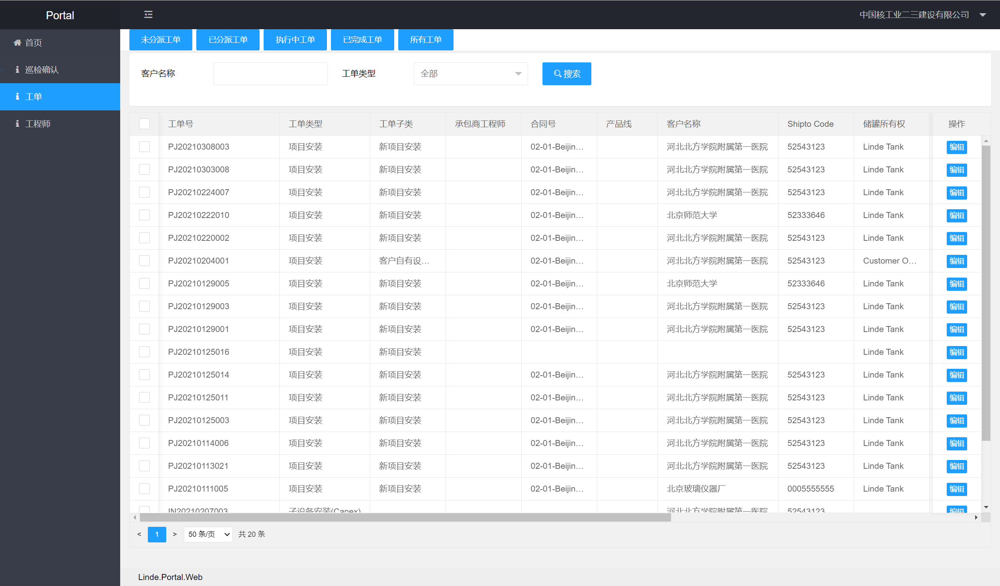 Portal
中国核工业二三建设有限公司
首页
巡检确认
工单
工程师
未分派工单 已分派工单 执行中工单 已完成工单 所有工单
客户名称 工单类型 全部 搜索
工单号 工单类型 工单子类 承包商工程师 合同号 产品线 客户名称 Shipto Code 储罐所有权 操作
PJ20210308003 项目安装 新项目安装 02-01-Beijin... 河北北方学院附属第一医院 52543123 Linde Tank 编辑
PJ20210303008 项目安装 新项目安装 02-01-Beijin... 河北北方学院附属第一医院 52543123 Linde Tank 编辑
PJ20210224007 项目安装 新项目安装 02-01-Beijin... 河北北方学院附属第一医院 52543123 Linde Tank 编辑
PJ20210222010 项目安装 新项目安装 02-01-Beijin... 北京师范大学 52333646 Linde Tank 编辑
PJ20210220002 项目安装 新项目安装 02-01-Beijin... 河北北方学院附属第一医院 52543123 Linde Tank 编辑
PJ20210204001 项目安装 客户自有设... 02-01-Beijin... 河北北方学院附属第一医院 52543123 Customer O... 编辑
PJ20210129005 项目安装 新项目安装 02-01-Beijin... 北京师范大学 52333646 Linde Tank 编辑
PJ20210129003 项目安装 新项目安装 02-01-Beijin... 河北北方学院附属第一医院 52543123 Linde Tank 编辑
PJ20210129001 项目安装 新项目安装 02-01-Beijin... 河北北方学院附属第一医院 52543123 Linde Tank 编辑
PJ20210125016 项目安装 新项目安装 Linde Tank 编辑
PJ20210125014 项目安装 新项目安装 02-01-Beijin... 河北北方学院附属第一医院 52543123 Linde Tank 编辑
PJ20210125011 项目安装 新项目安装 02-01-Beijin... 河北北方学院附属第一医院 52543123 Linde Tank 编辑
PJ20210125003 项目安装 新项目安装 02-01-Beijin... 河北北方学院附属第一医院 52543123 Linde Tank 编辑
PJ20210114006 项目安装 新项目安装 02-01-Beijin... 河北北方学院附属第一医院 52543123 Linde Tank 编辑
PJ20210113021 项目安装 新项目安装 02-01-Beijin... 河北北方学院附属第一医院 52543123 Linde Tank 编辑
PJ20210111005 项目安装 新项目安装 02-01-Beijin... 北京玻璃仪器厂 0005555555 Linde Tank 编辑
IN20210207003 子设备安装(Capex) 河北北方学院附属第一医院 52543123 编辑
< 1 > 50 条/页 共 20 条
Linde.Portal.Web